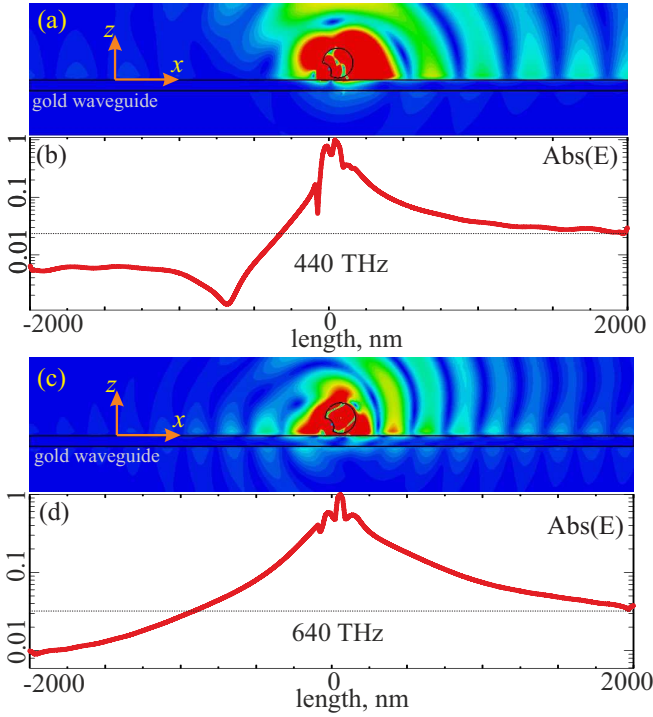 (a)
z
x
gold waveguide
(b)
Abs(E)
1
0.1
0.01
440 THz
-2000
0
2000
length, nm
(c)
z
x
gold waveguide
(d)
Abs(E)
1
0.1
0.01
640 THz
-2000
0
2000
length, nm